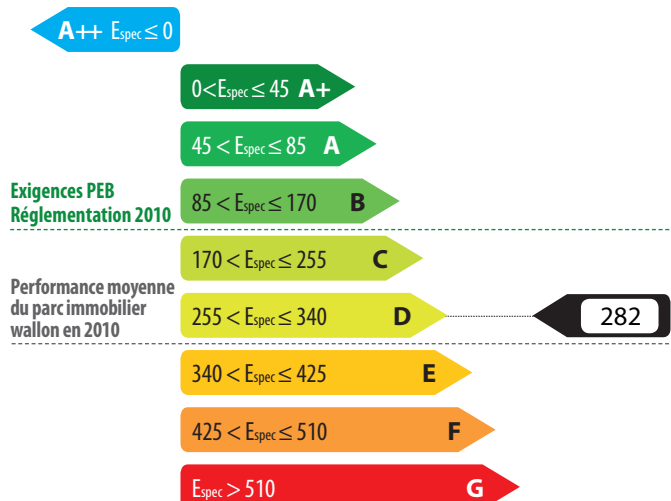 A++ Espec ≤ 0
0<Espec ≤ 45 A+
45 < Espec ≤ 85 A
Exigences PEB
Réglementation 2010
85 < Espec ≤ 170 B
170 < Espec ≤ 255 C
Performance moyenne
du parc immobilier
wallon en 2010
255 < Espec ≤ 340 D
282
340 < Espec ≤ 425 E
425 < Espec ≤ 510 F
Espec > 510 G